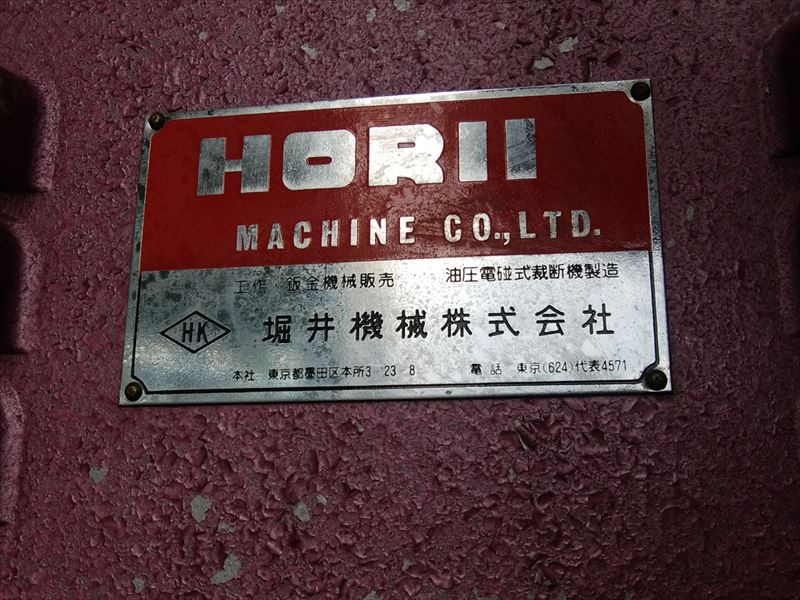 HORII
MACHINE CO.,LTD.
工作・鈑金機械販売 油圧電磁式裁断機製造
HK 堀井機械株式会社
本社 東京都墨田区本所3 23 8 電話 東京(624)代表4571